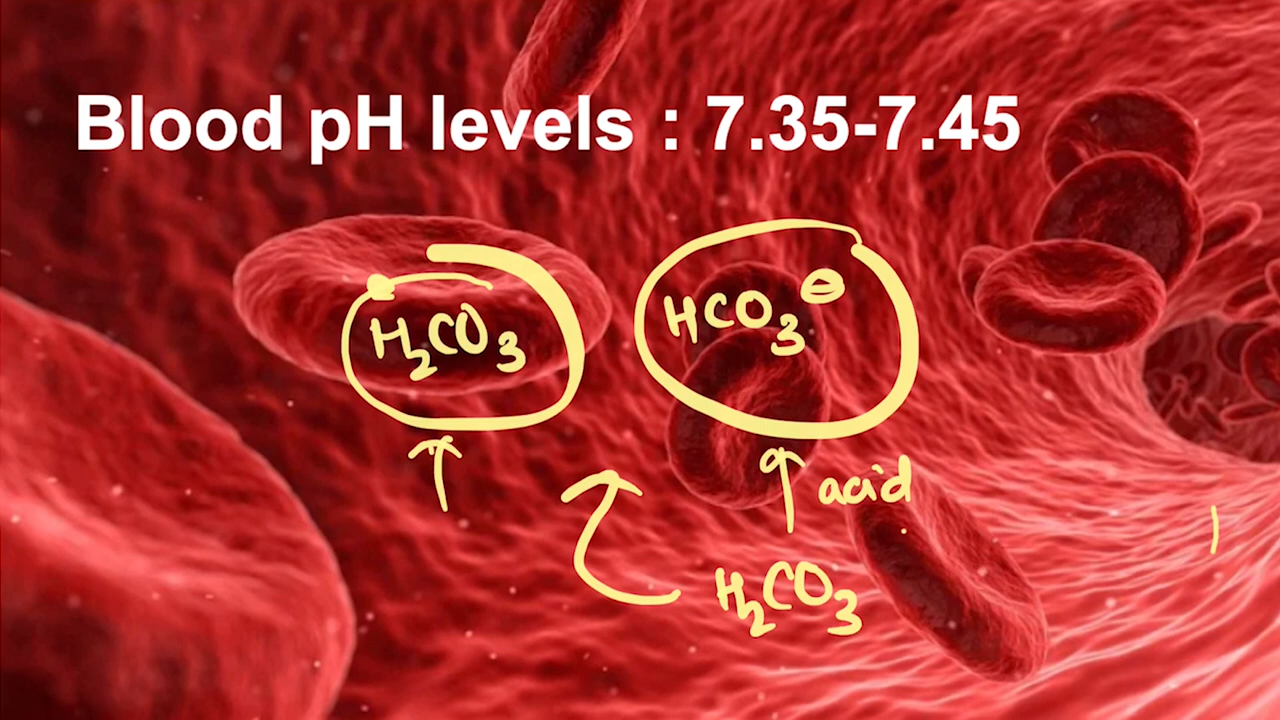 Blood pH levels : 7.35-7.45
H₂CO₃ HCO₃⊖
acid
H₂CO₃